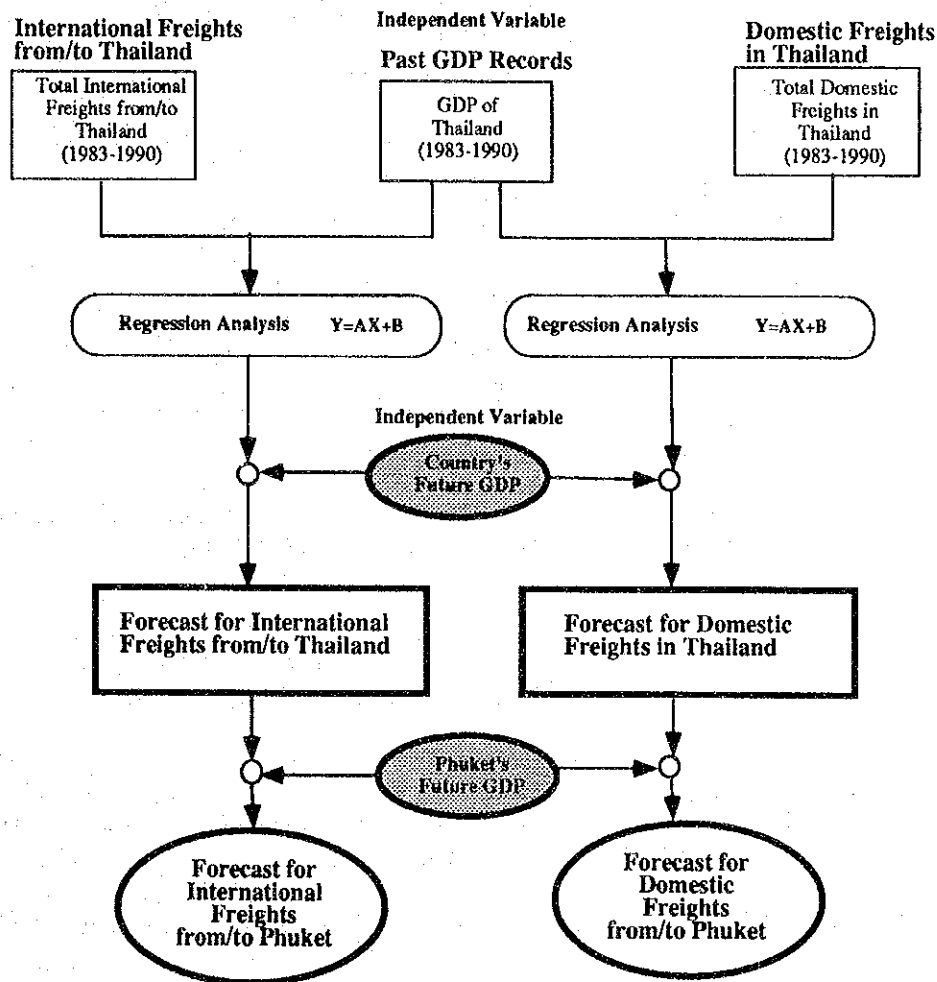 International Freights
from/to Thailand
Independent Variable
Past GDP Records
Domestic Freights
in Thailand
Total International
Freights from/to
Thailand
(1983-1990)
GDP of
Thailand
(1983-1990)
Total Domestic
Freights in
Thailand
(1983-1990)
Regression Analysis Y=AX+B
Regression Analysis Y=AX+B
Independent Variable
Country's
Future GDP
Forecast for International
Freights from/to Thailand
Forecast for Domestic
Freights in Thailand
Phuket's
Future GDP
Forecast for
International
Freights
from/to Phuket
Forecast for
Domestic
Freights
from/to Phuket